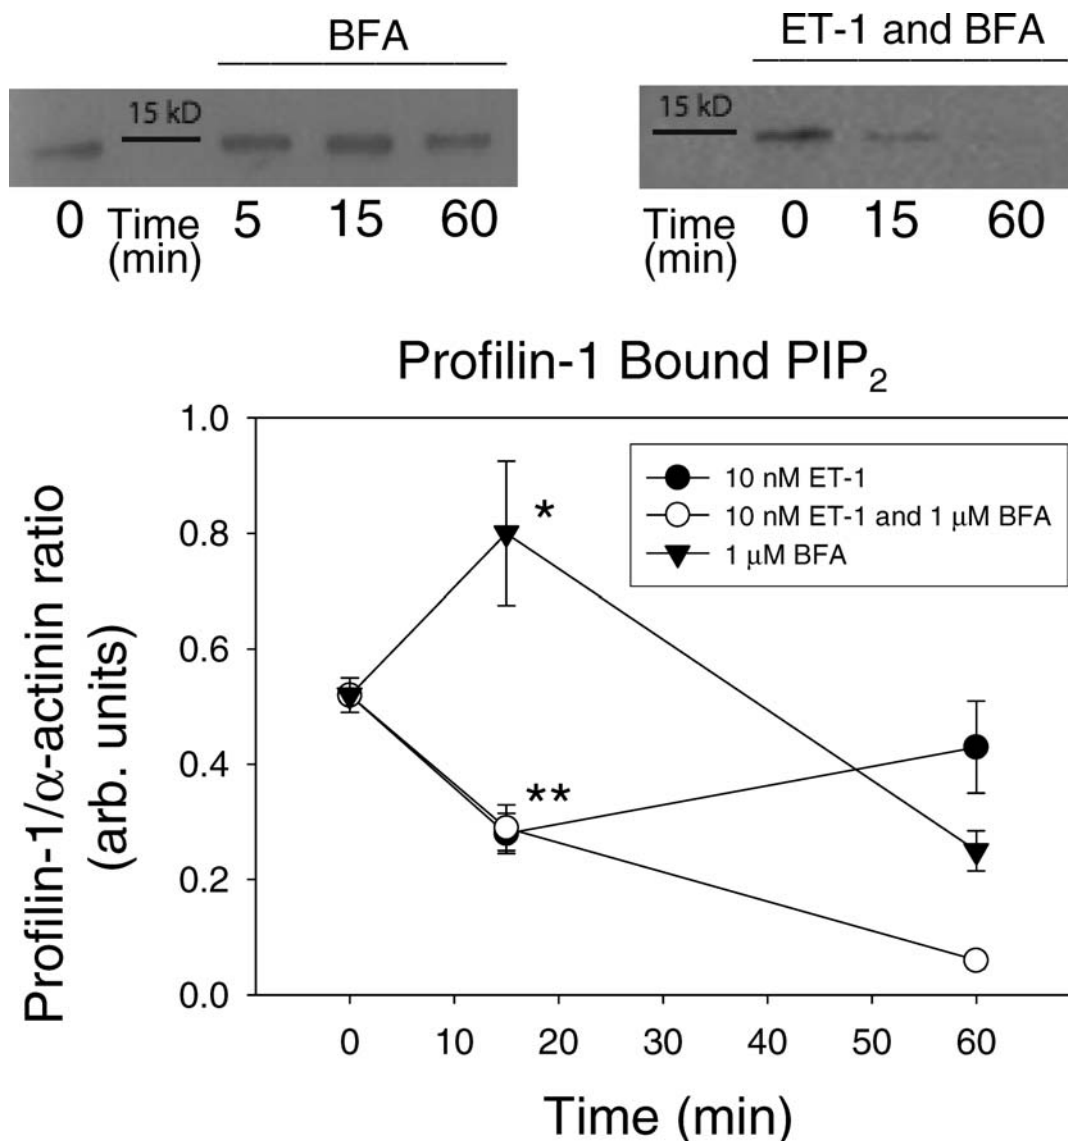 BFA
15 kD
0 Time (min) 5 15 60
ET-1 and BFA
15 kD
Time (min) 0 15 60
Profilin-1 Bound PIP₂
Profilin-1/α-actinin ratio
(arb. units)
1.0
0.8
0.6
0.4
0.2
0.0
10 nM ET-1
10 nM ET-1 and 1 μM BFA
1 μM BFA
*
**
0 10 20 30 40 50 60
Time (min)